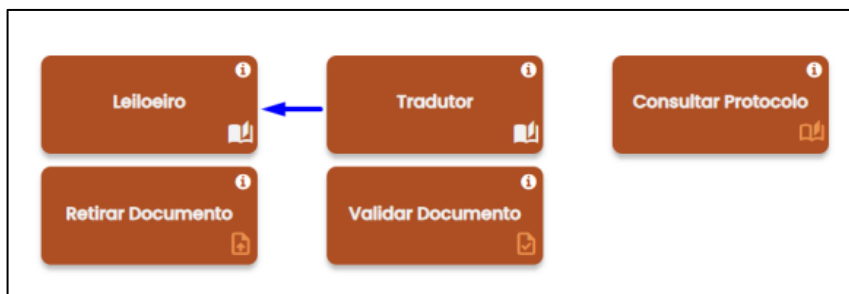 Leiloeiro
Tradutor
Consultar Protocolo
Retirar Documento
Validar Documento